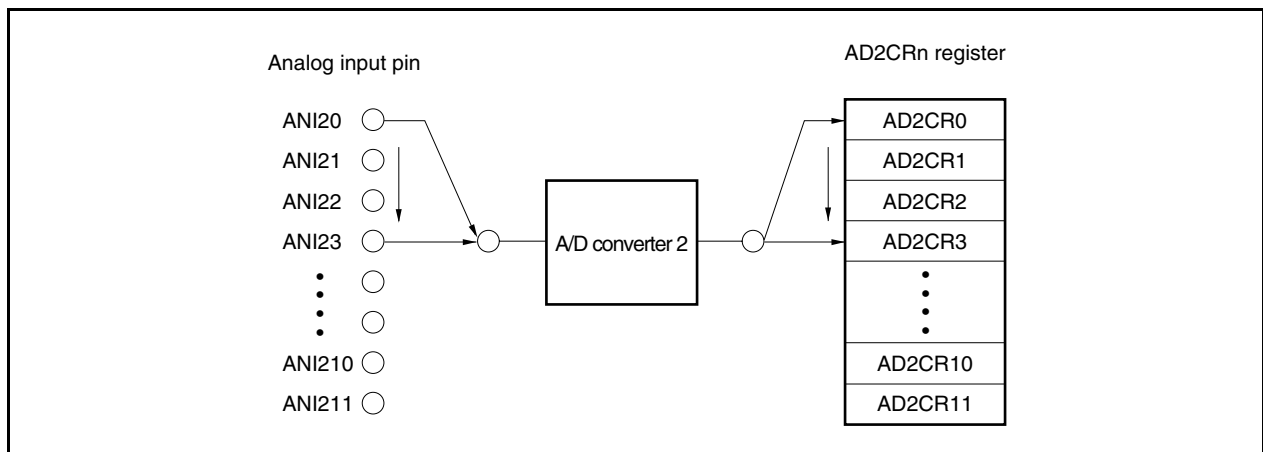 Analog input pin
ANI20
ANI21
ANI22
ANI23
ANI210
ANI211
A/D converter 2
AD2CRn register
AD2CR0
AD2CR1
AD2CR2
AD2CR3
AD2CR10
AD2CR11